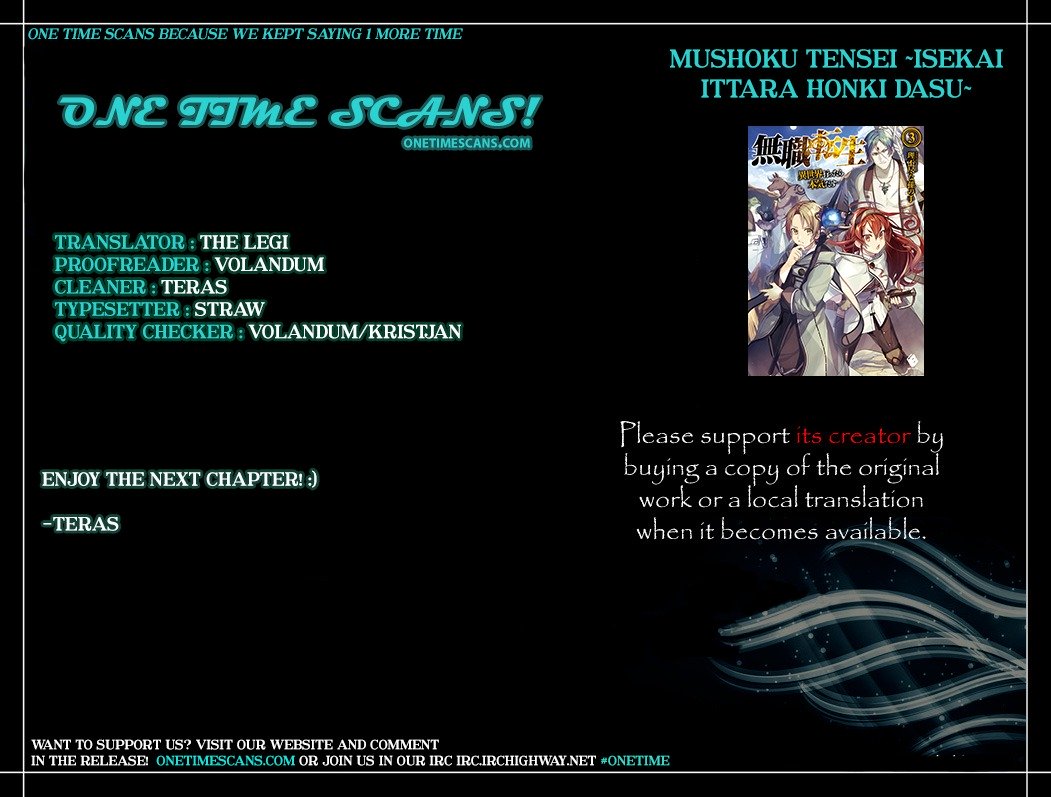 ONE TIME SCANS BECAUSE WE KEPT SAYING 1 MORE TIME
ONE TIME SCANS!
ONETIMESCANS.COM
TRANSLATOR : THE LEGI
PROOFREADER : VOLANDUM
CLEANER : TERAS
TYPESETTER : STRAW
QUALITY CHECKER : VOLANDUM/KRISTJAN
ENJOY THE NEXT CHAPTER! :)
-TERAS
MUSHOKU TENSEI ~ISEKAI
ITTARA HONKI DASU~
無職転生
異世界行ったら
本気だす
3
Please support its creator by
buying a copy of the original
work or a local translation
when it becomes available.
WANT TO SUPPORT US? VISIT OUR WEBSITE AND COMMENT
IN THE RELEASE! ONETIMESCANS.COM OR JOIN US IN OUR IRC IRC.IRCHIGHWAY.NET #ONETIME